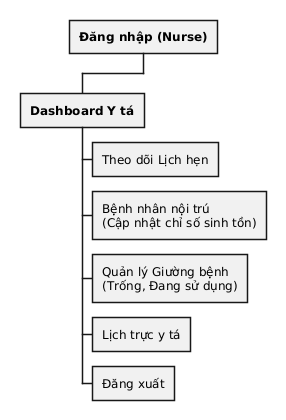 Đăng nhập (Nurse)
Dashboard Y tá
Theo dõi Lịch hẹn
Bệnh nhân nội trú
(Cập nhật chỉ số sinh tồn)
Quản lý Giường bệnh
(Trống, Đang sử dụng)
Lịch trực y tá
Đăng xuất